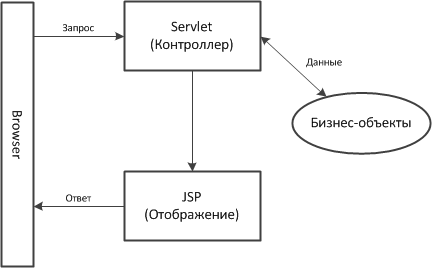 Запрос
Servlet
(Контроллер)
Данные
Browser
Бизнес-объекты
JSP
(Отображение)
Ответ